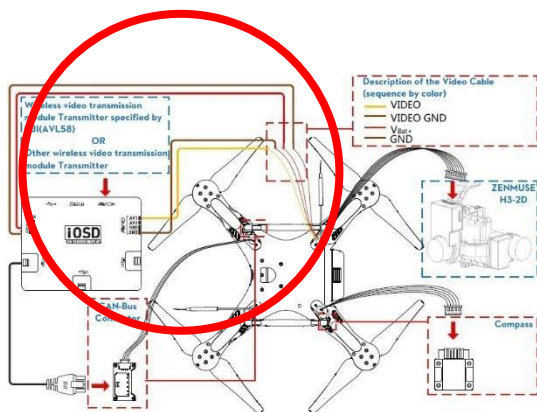 Description of the Video Cable
(sequence by color)
VIDEO
VIDEO GND
VBat+
GND
Wireless video transmission
module Transmitter specified by
(AVL58)
OR
Other wireless video transmission
module Transmitter
ZENMUSE
H3-2D
iOSD
CAN-Bus
Connector
Compass